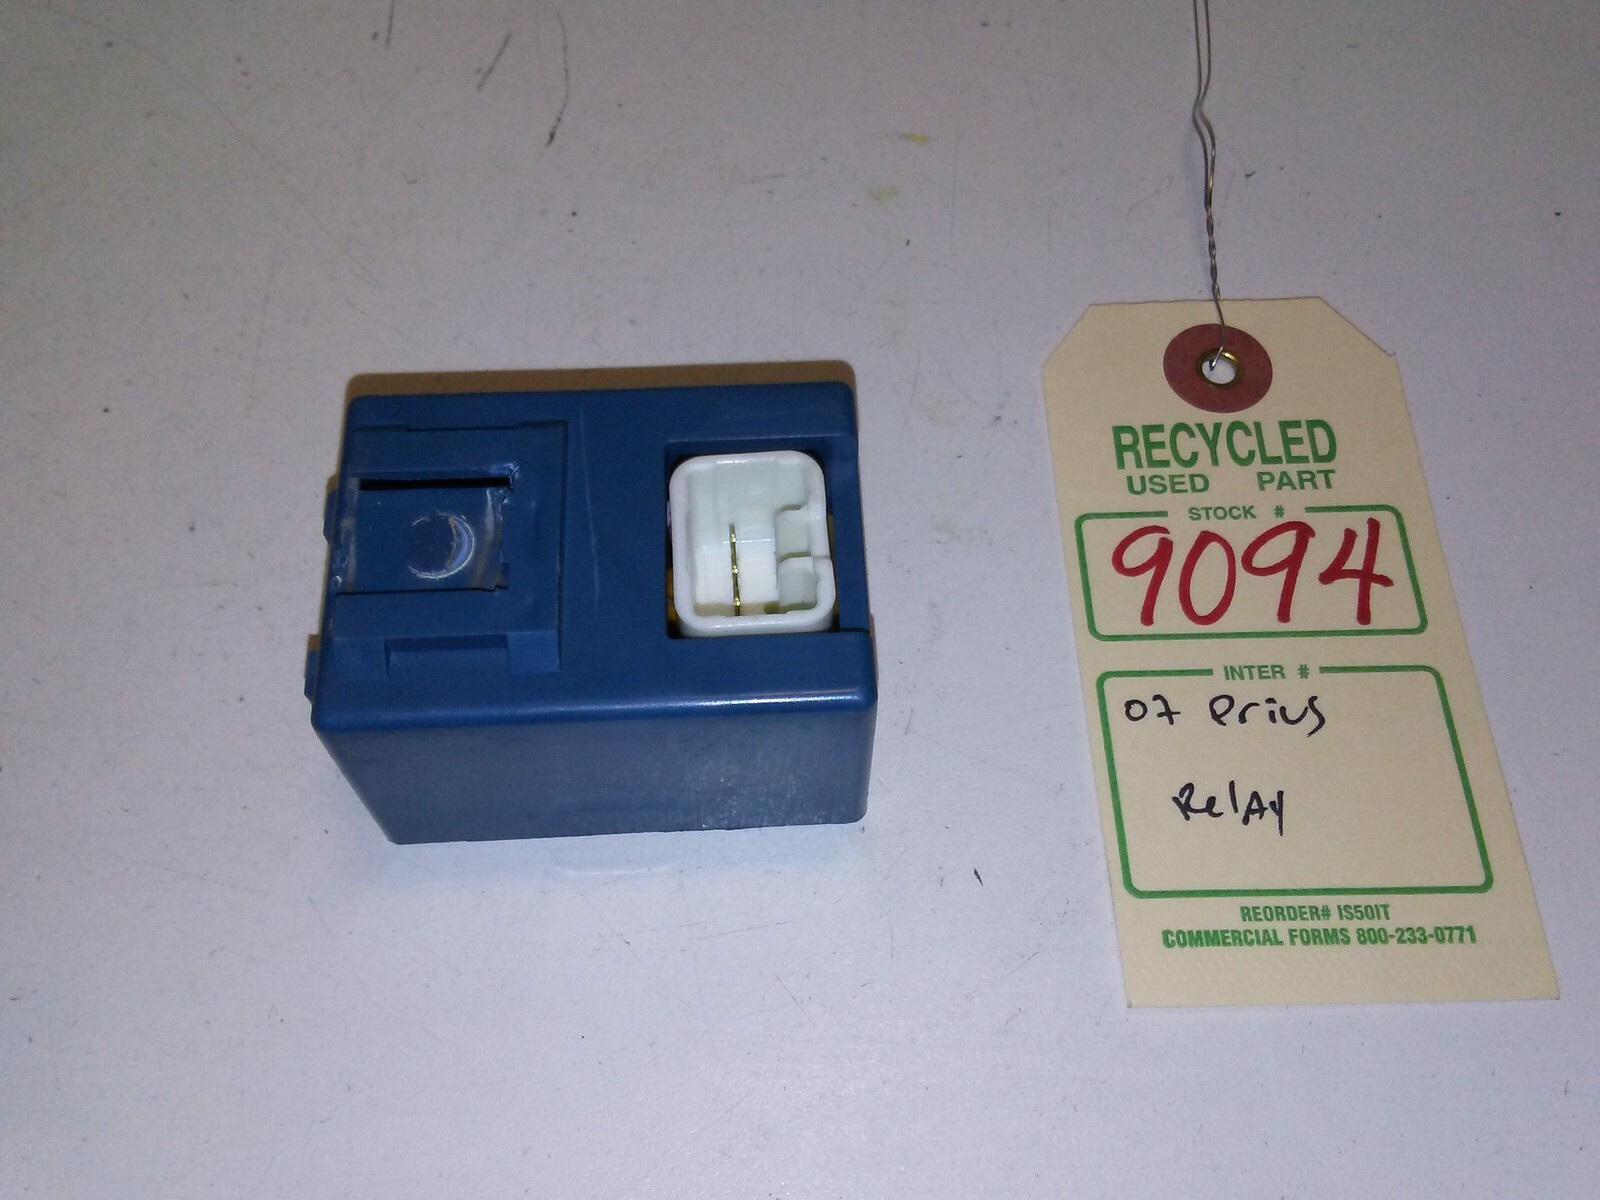 RECYCLED
USED PART
STOCK #
9094
INTER #
07 Prius
Relay
REORDER# IS50IT
COMMERCIAL FORMS 800-233-0771